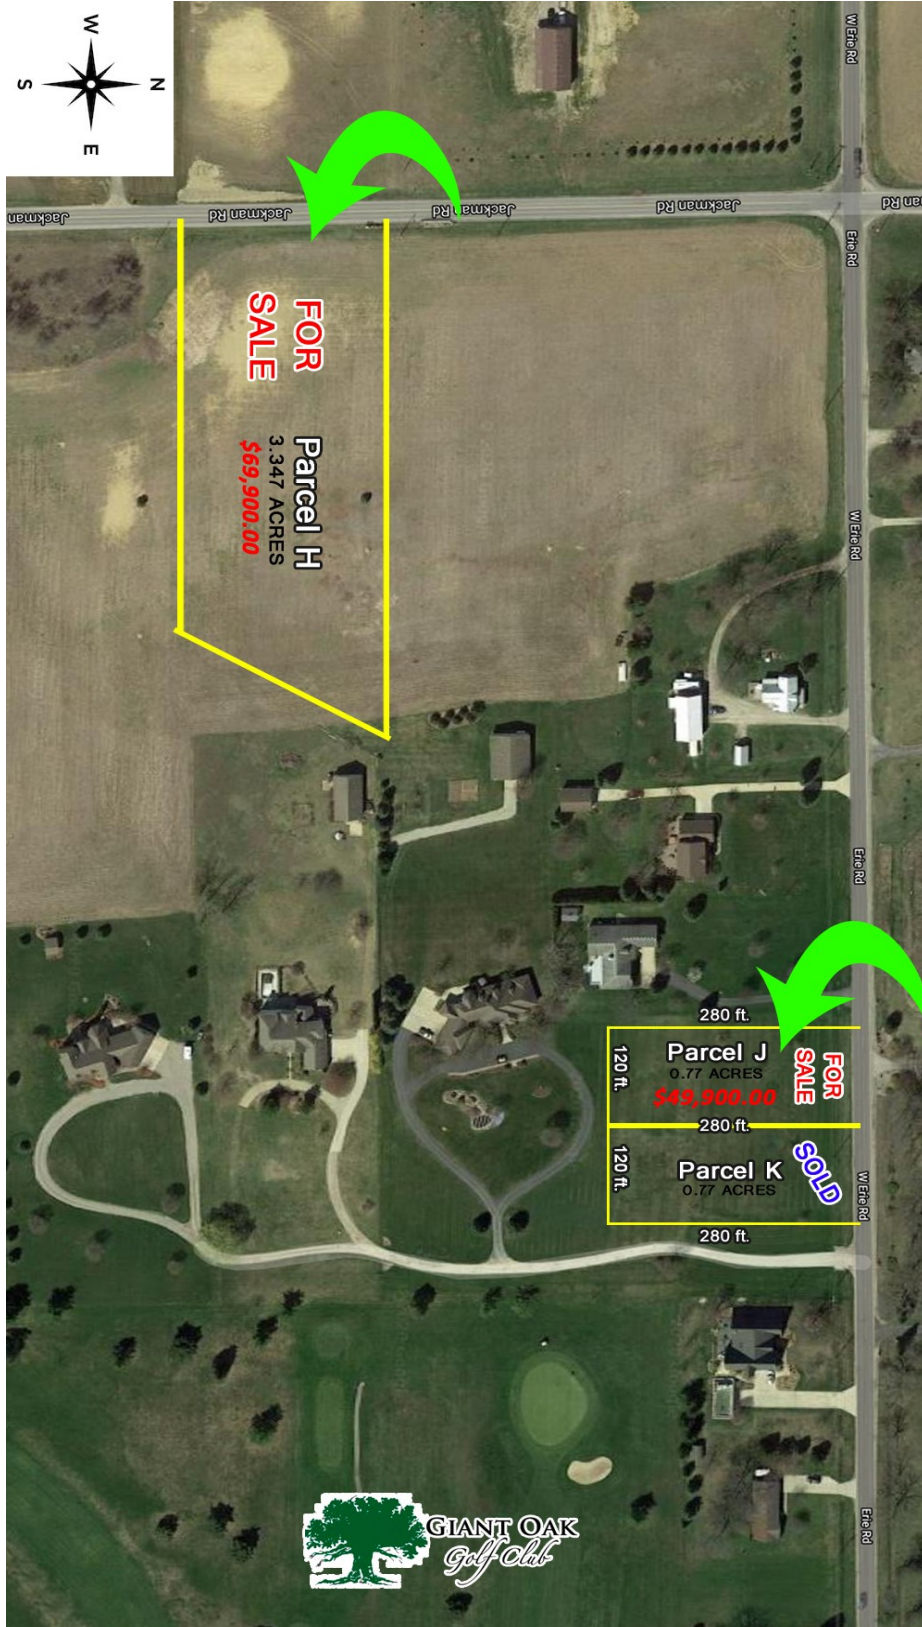 W
N
S
E
W Erie Rd
Jackman Rd
Jackman Rd
Jackman Rd
Jackman Rd
Erie Rd
FOR
SALE
Parcel H
3.347 ACRES
$69,900.00
W Erie Rd
Erie Rd
280 ft.
120 ft.
Parcel J
0.77 ACRES
$49,900.00
FOR
SALE
280 ft.
120 ft.
Parcel K
0.77 ACRES
SOLD
W Erie Rd
280 ft.
GIANT OAK
Golf Club
Erie Rd